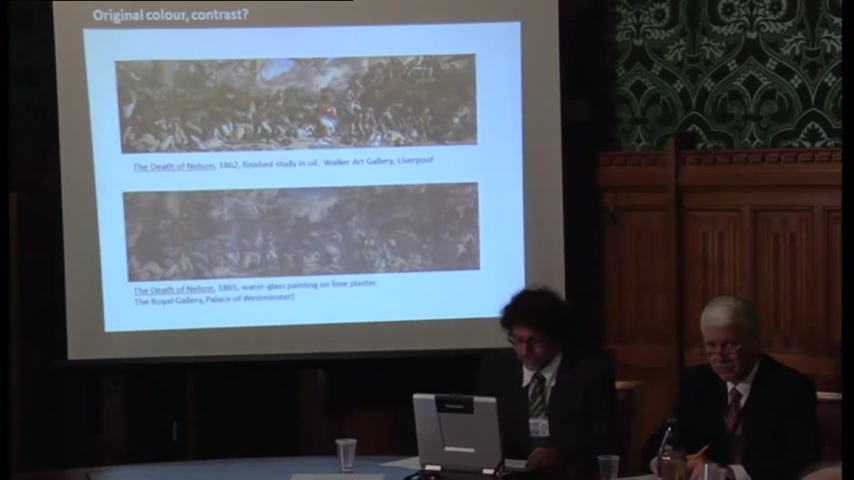 Original colour, contrast?
The Death of Nelson, 1862, finished study in oil. Walker Art Gallery, Liverpool
The Death of Nelson, 1865, water-glass painting on lime plaster.
The Royal Gallery, Palace of Westminster)